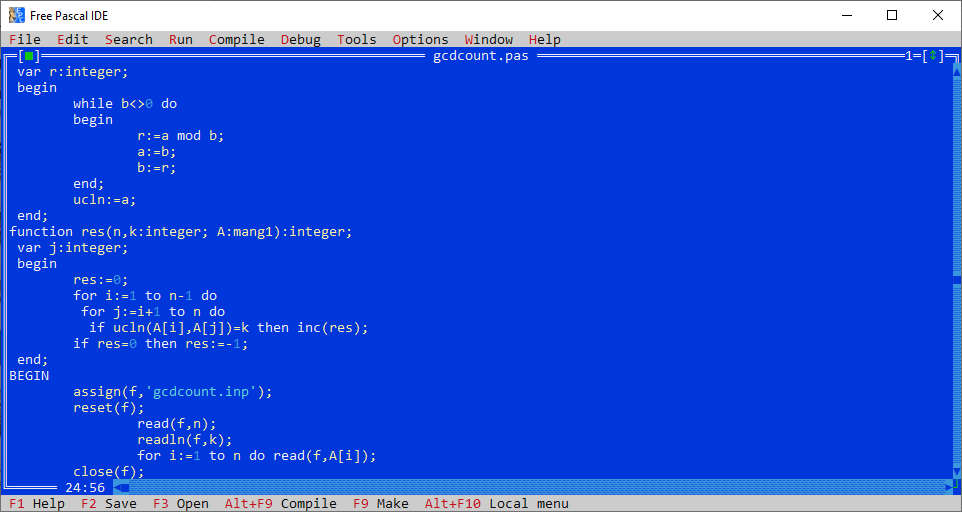 Free Pascal IDE
File Edit Search Run Compile Debug Tools Options Window Help
gcdcount.pas 1
var r:integer;
begin
while b<>0 do
begin
r:=a mod b;
a:=b;
b:=r;
end;
ucln:=a;
end;
function res(n,k:integer; A:mang1):integer;
var j:integer;
begin
res:=0;
for i:=1 to n-1 do
for j:=i+1 to n do
if ucln(A[i],A[j])=k then inc(res);
if res=0 then res:=-1;
end;
BEGIN
assign(f,'gcdcount.inp');
reset(f);
read(f,n);
readln(f,k);
for i:=1 to n do read(f,A[i]);
close(f);
24:56
F1 Help F2 Save F3 Open Alt+F9 Compile F9 Make Alt+F10 Local menu